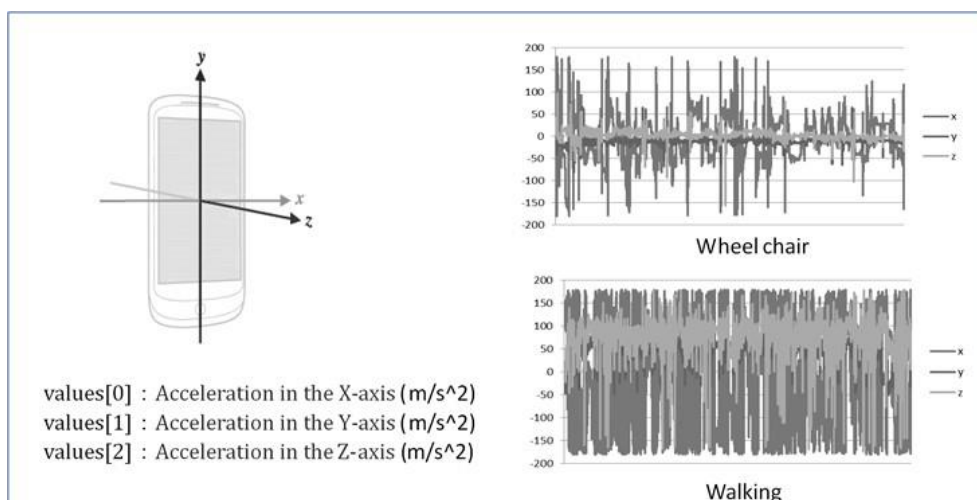 y
x
z
values[0] : Acceleration in the X-axis (m/s^2)
values[1] : Acceleration in the Y-axis (m/s^2)
values[2] : Acceleration in the Z-axis (m/s^2)
200
150
100
50
0
-50
-100
-150
-200
x
y
z
Wheel chair
200
150
100
50
0
-50
-100
-150
-200
x
y
z
Walking